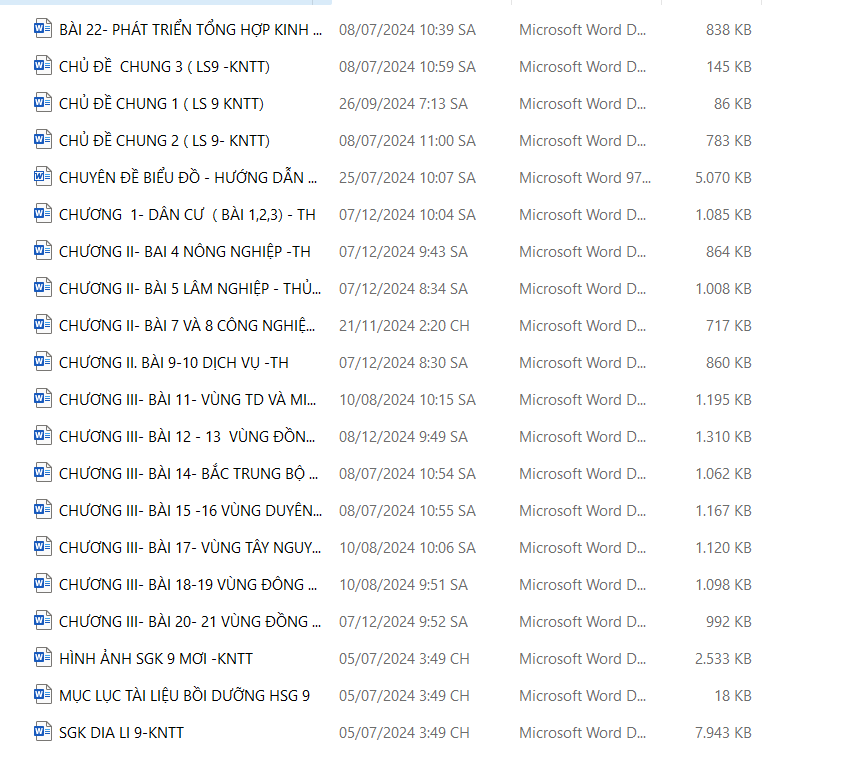 BÀI 22- PHÁT TRIỂN TỔNG HỢP KINH ... 08/07/2024 10:39 SA Microsoft Word D... 838 KB
CHỦ ĐỀ  CHUNG 3 ( LS9 -KNTT) 08/07/2024 10:59 SA Microsoft Word D... 145 KB
CHỦ ĐỀ CHUNG 1 ( LS 9 KNTT) 26/09/2024 7:13 SA Microsoft Word D... 86 KB
CHỦ ĐỀ CHUNG 2 ( LS 9- KNTT) 08/07/2024 11:00 SA Microsoft Word D... 783 KB
CHUYÊN ĐỀ BIỂU ĐỒ - HƯỚNG DẪN ... 25/07/2024 10:07 SA Microsoft Word 97... 5.070 KB
CHƯƠNG  1- DÂN CƯ  ( BÀI 1,2,3) - TH 07/12/2024 10:04 SA Microsoft Word D... 1.085 KB
CHƯƠNG II- BAI 4 NÔNG NGHIỆP -TH 07/12/2024 9:43 SA Microsoft Word D... 864 KB
CHƯƠNG II- BÀI 5 LÂM NGHIỆP - THỦ... 07/12/2024 8:34 SA Microsoft Word D... 1.008 KB
CHƯƠNG II- BÀI 7 VÀ 8 CÔNG NGHIỆ... 21/11/2024 2:20 CH Microsoft Word D... 717 KB
CHƯƠNG II. BÀI 9-10 DỊCH VỤ -TH 07/12/2024 8:30 SA Microsoft Word D... 860 KB
CHƯƠNG III- BÀI 11- VÙNG TD VÀ MI... 10/08/2024 10:15 SA Microsoft Word D... 1.195 KB
CHƯƠNG III- BÀI 12 - 13  VÙNG ĐỒN... 08/12/2024 9:49 SA Microsoft Word D... 1.310 KB
CHƯƠNG III- BÀI 14- BẮC TRUNG BỘ ... 08/07/2024 10:54 SA Microsoft Word D... 1.062 KB
CHƯƠNG III- BÀI 15 -16 VÙNG DUYÊN... 08/07/2024 10:55 SA Microsoft Word D... 1.167 KB
CHƯƠNG III- BÀI 17- VÙNG TÂY NGUY... 10/08/2024 10:06 SA Microsoft Word D... 1.120 KB
CHƯƠNG III- BÀI 18-19 VÙNG ĐÔNG ... 10/08/2024 9:51 SA Microsoft Word D... 1.098 KB
CHƯƠNG III- BÀI 20- 21 VÙNG ĐỒNG ... 07/12/2024 9:52 SA Microsoft Word D... 992 KB
HÌNH ẢNH SGK 9 MƠI -KNTT 05/07/2024 3:49 CH Microsoft Word D... 2.533 KB
MỤC LỤC TÀI LIỆU BỒI DƯỠNG HSG 9 05/07/2024 3:49 CH Microsoft Word D... 18 KB
SGK DIA LI 9-KNTT 05/07/2024 3:49 CH Microsoft Word D... 7.943 KB